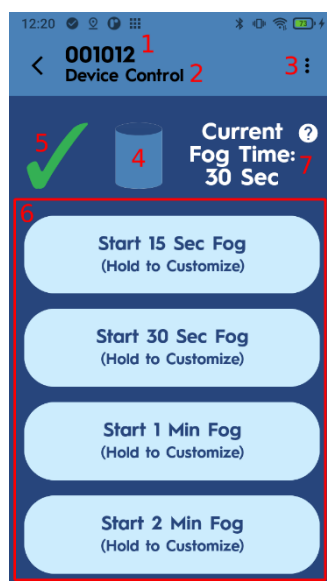 12:20 73
001012 1
Device Control 2
3
5
4
Current ?
Fog Time: 7
30 Sec
6
Start 15 Sec Fog
(Hold to Customize)
Start 30 Sec Fog
(Hold to Customize)
Start 1 Min Fog
(Hold to Customize)
Start 2 Min Fog
(Hold to Customize)